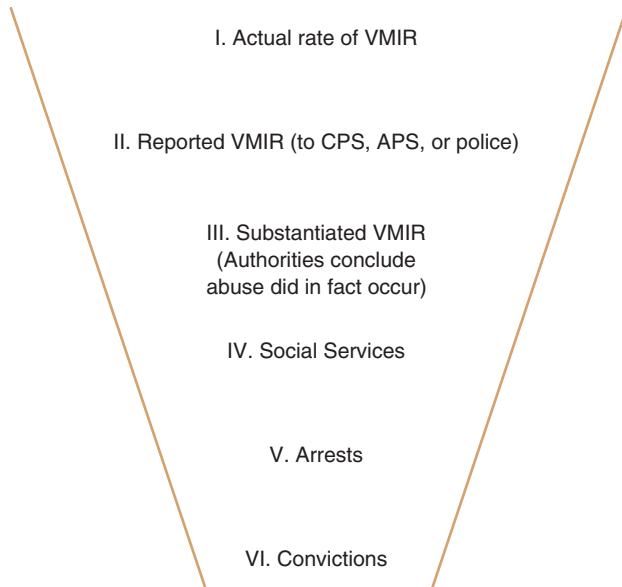 I. Actual rate of VMIR
II. Reported VMIR (to CPS, APS, or police)
III. Substantiated VMIR
(Authorities conclude
abuse did in fact occur)
IV. Social Services
V. Arrests
VI. Convictions